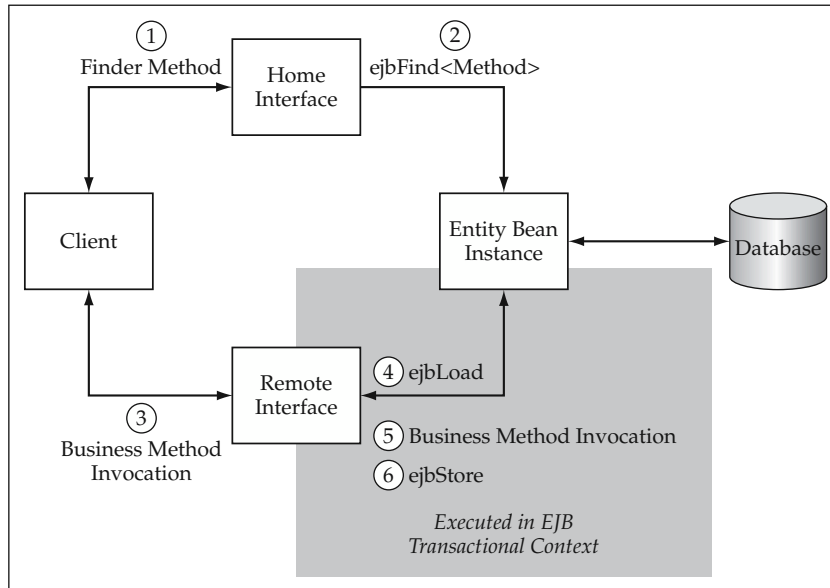 1
Finder Method
2
ejbFind<Method>
Home
Interface
Client
Entity Bean
Instance
Database
Remote
Interface
3
Business Method
Invocation
4 ejbLoad
5 Business Method Invocation
6 ejbStore
Executed in EJB
Transactional Context